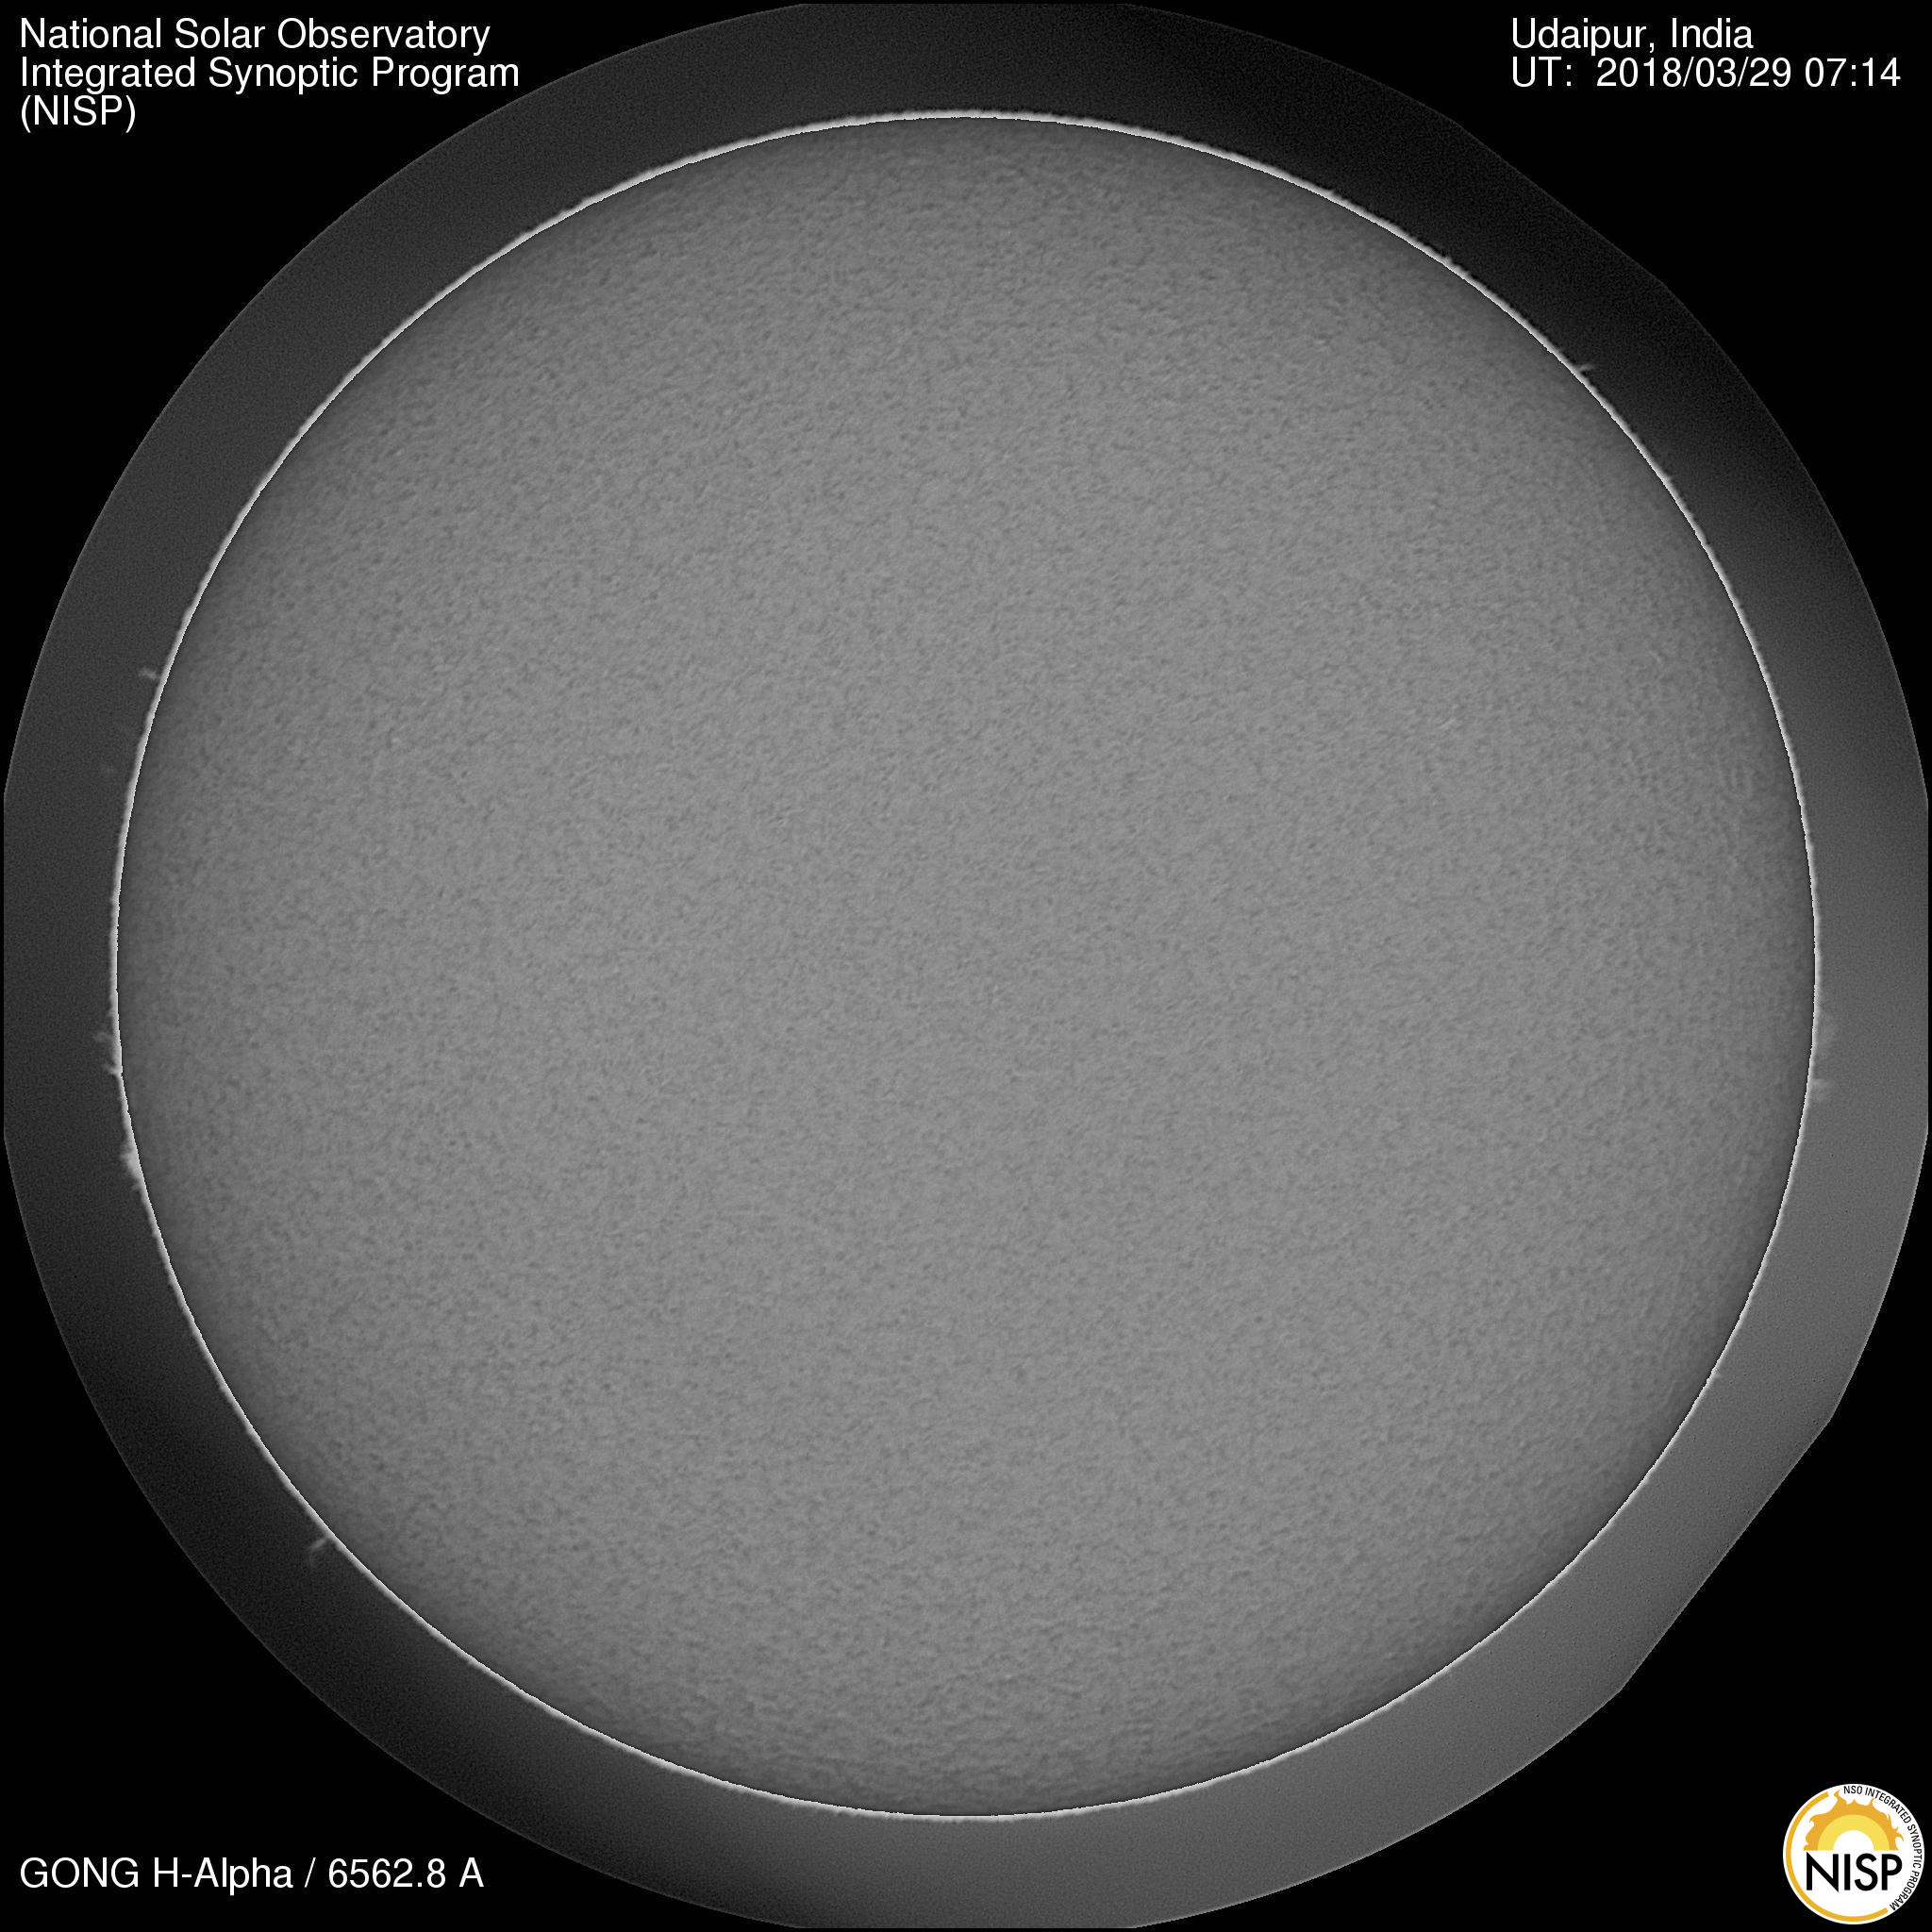 National Solar Observatory
Integrated Synoptic Program
(NISP)
Udaipur, India
UT: 2018/03/29 07:14
GONG H-Alpha / 6562.8 A
NSO INTEGRATED SYNOPTIC PROGRAM
NISP